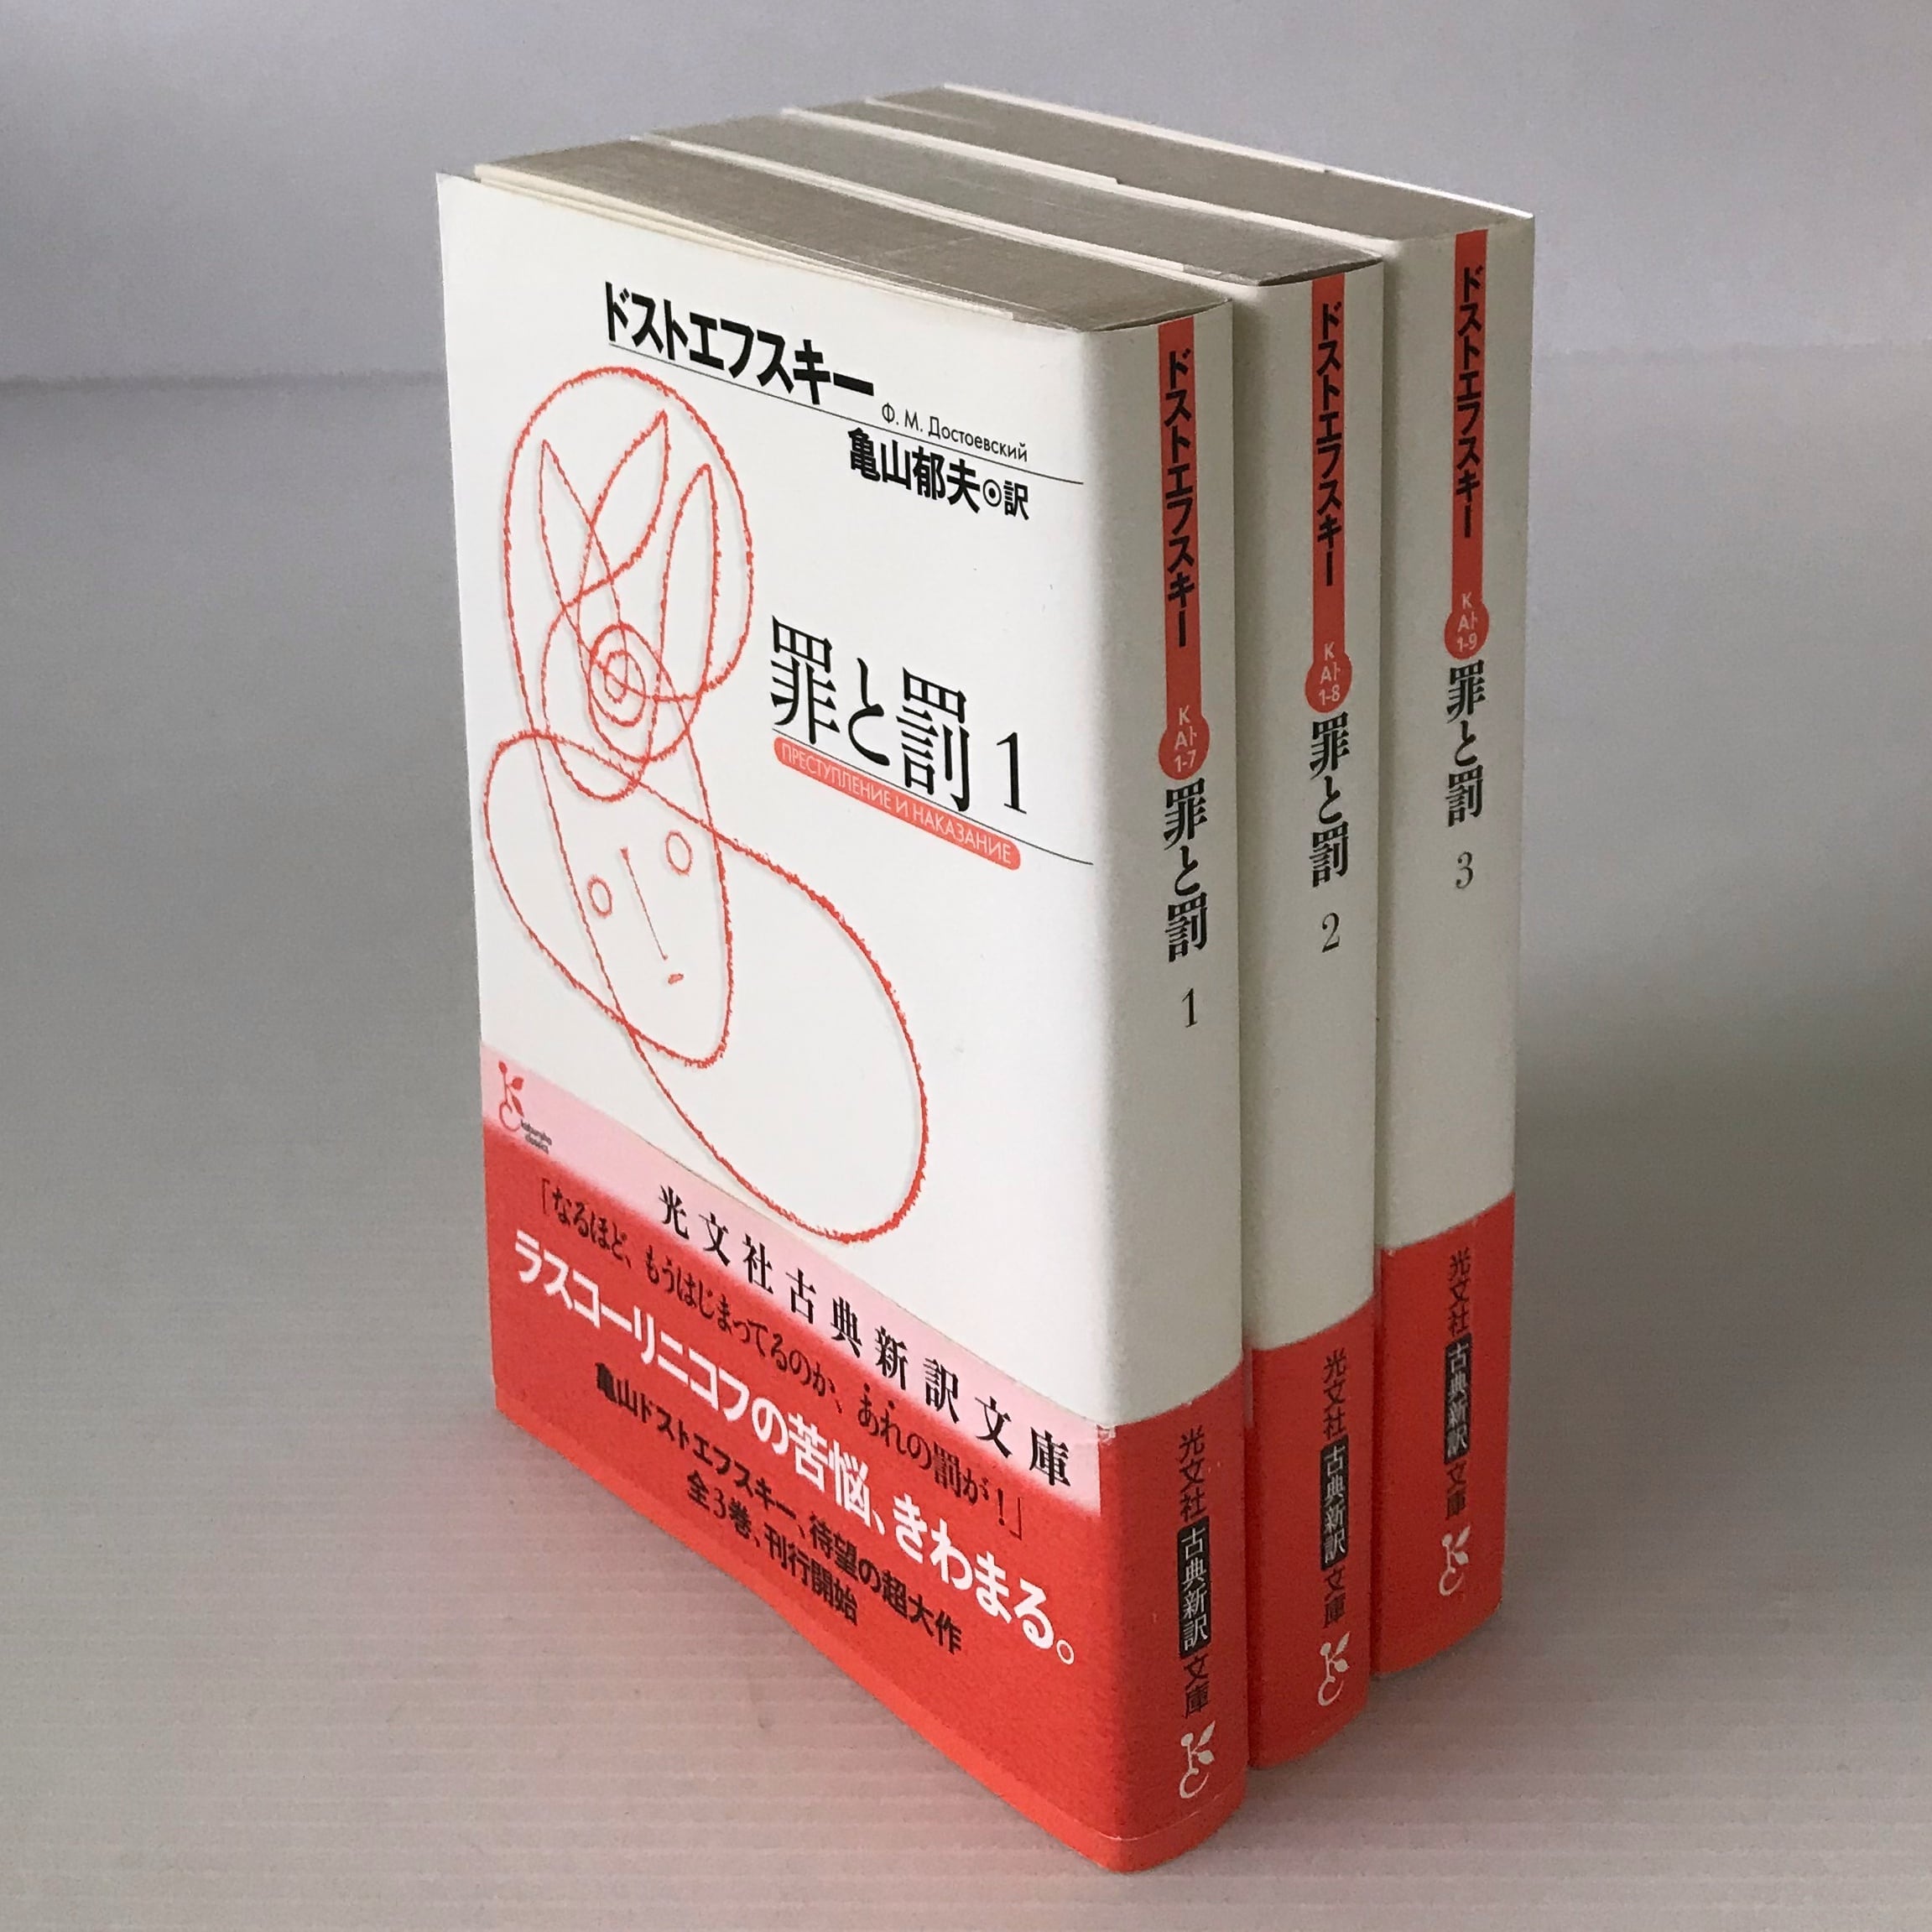 ドストエフスキー
Ф. М. Достоевский
亀山郁夫◉訳
罪と罰 1
ПРЕСТУПЛЕНИЕ И НАКАЗАНИЕ
kobunsha
classics
光文社古典新訳文庫
「なるほど、もうはじまってるのか、あれの罰が！」
ラスコーリニコフの苦悩、きわまる。
亀山ドストエフスキー、待望の超大作
全3巻、刊行開始
ドストエフスキー
K
Aト
1-7
罪と罰 1
光文社古典新訳文庫
ドストエフスキー
K
Aト
1-8
罪と罰 2
光文社古典新訳文庫
ドストエフスキー
K
Aト
1-9
罪と罰 3
光文社古典新訳文庫